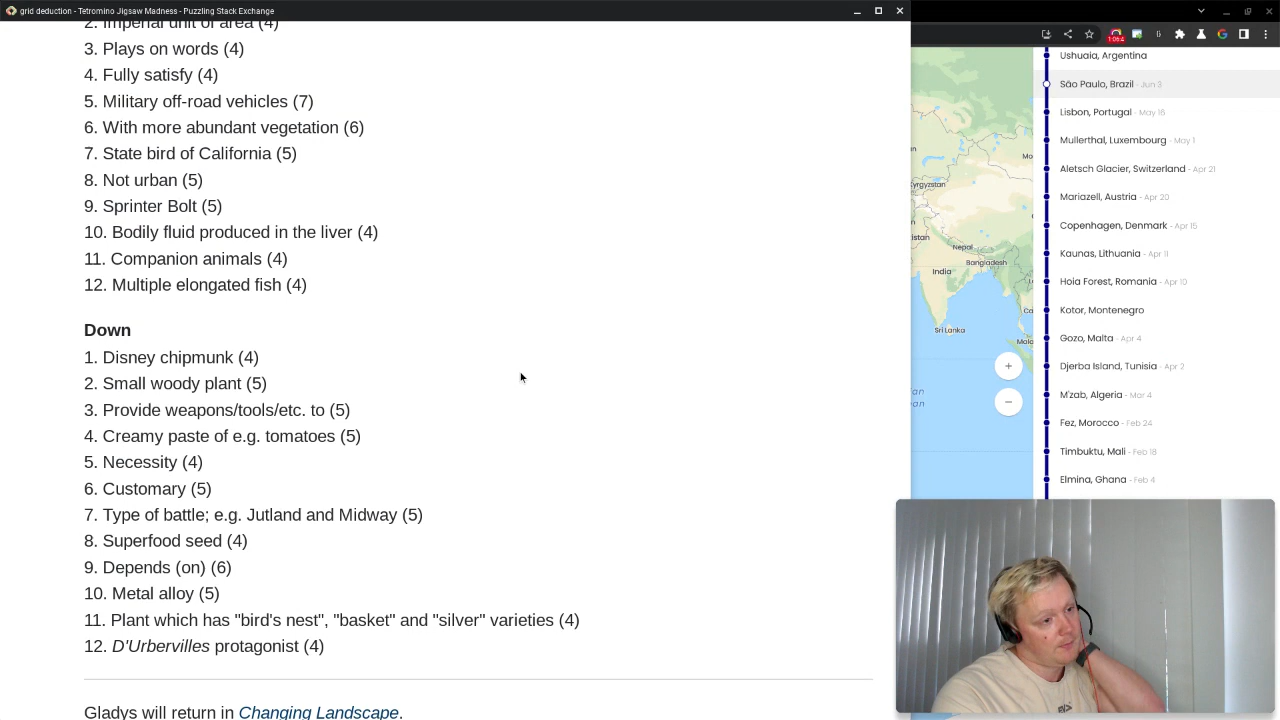 grid deduction - Tetromino Jigsaw Madness - Puzzling Stack Exchange
2. Imperial unit of area (4)
3. Plays on words (4)
4. Fully satisfy (4)
5. Military off-road vehicles (7)
6. With more abundant vegetation (6)
7. State bird of California (5)
8. Not urban (5)
9. Sprinter Bolt (5)
10. Bodily fluid produced in the liver (4)
11. Companion animals (4)
12. Multiple elongated fish (4)
Down
1. Disney chipmunk (4)
2. Small woody plant (5)
3. Provide weapons/tools/etc. to (5)
4. Creamy paste of e.g. tomatoes (5)
5. Necessity (4)
6. Customary (5)
7. Type of battle; e.g. Jutland and Midway (5)
8. Superfood seed (4)
9. Depends (on) (6)
10. Metal alloy (5)
11. Plant which has "bird's nest", "basket" and "silver" varieties (4)
12. D'Urbervilles protagonist (4)
Gladys will return in Changing Landscape.
1:06:4
Kyrgyzstan
Nepal
Bangladesh
India
Sri Lanka
Ushuaia, Argentina
São Paulo, Brazil - Jun 3
Lisbon, Portugal - May 16
Mullerthal, Luxembourg - May 1
Aletsch Glacier, Switzerland - Apr 21
Mariazell, Austria - Apr 20
Copenhagen, Denmark - Apr 15
Kaunas, Lithuania - Apr 11
Hoia Forest, Romania - Apr 10
Kotor, Montenegro
Gozo, Malta - Apr 4
Djerba Island, Tunisia - Apr 2
M'zab, Algeria - Mar 4
Fez, Morocco - Feb 24
Timbuktu, Mali - Feb 18
Elmina, Ghana - Feb 4